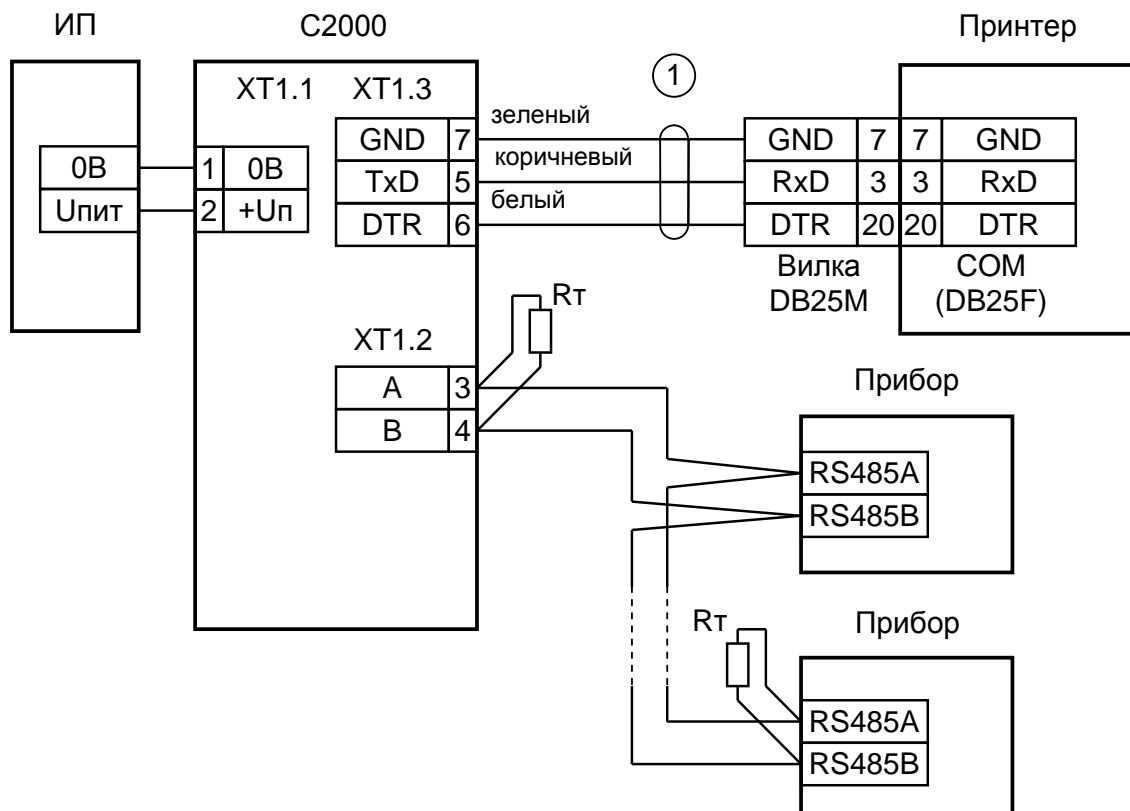 ИП
С2000
Принтер
1
XT1.1 XT1.3
зеленый
коричневый
белый
GND 7
TxD 5
DTR 6
GND 7 7 GND
RxD 3 3 RxD
DTR 20 20 DTR
0В
Uпит
1 0В
2 +Uп
Вилка
DB25M
COM
(DB25F)
Rт
XT1.2
A 3
B 4
Прибор
RS485A
RS485B
Rт
Прибор
RS485A
RS485B